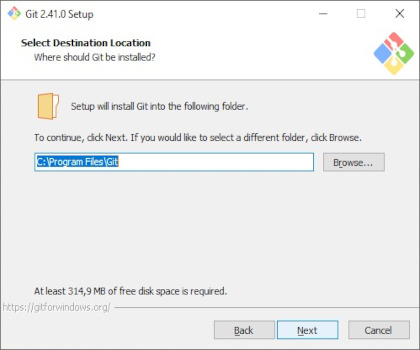 Git 2.41.0 Setup
Select Destination Location
Where should Git be installed?
Setup will install Git into the following folder.
To continue, click Next. If you would like to select a different folder, click Browse.
C:\Program Files\Git
Browse...
At least 314,9 MB of free disk space is required.
https://gitforwindows.org/
Back
Next
Cancel